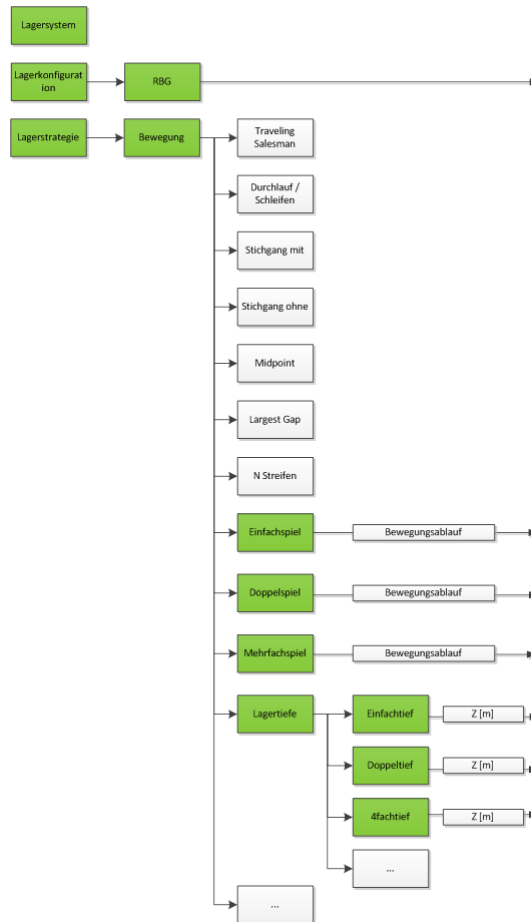 Lagersystem
Lagerkonfigurat
ion
RBG
Lagerstrategie
Bewegung
Traveling
Salesman
Durchlauf /
Schleifen
Stichgang mit
Stichgang ohne
Midpoint
Largest Gap
N Streifen
Einfachspiel
Bewegungsablauf
Doppelspiel
Bewegungsablauf
Mehrfachspiel
Bewegungsablauf
Lagertiefe
Einfachtief
Z [m]
Doppeltief
Z [m]
4fachtief
Z [m]
...
...